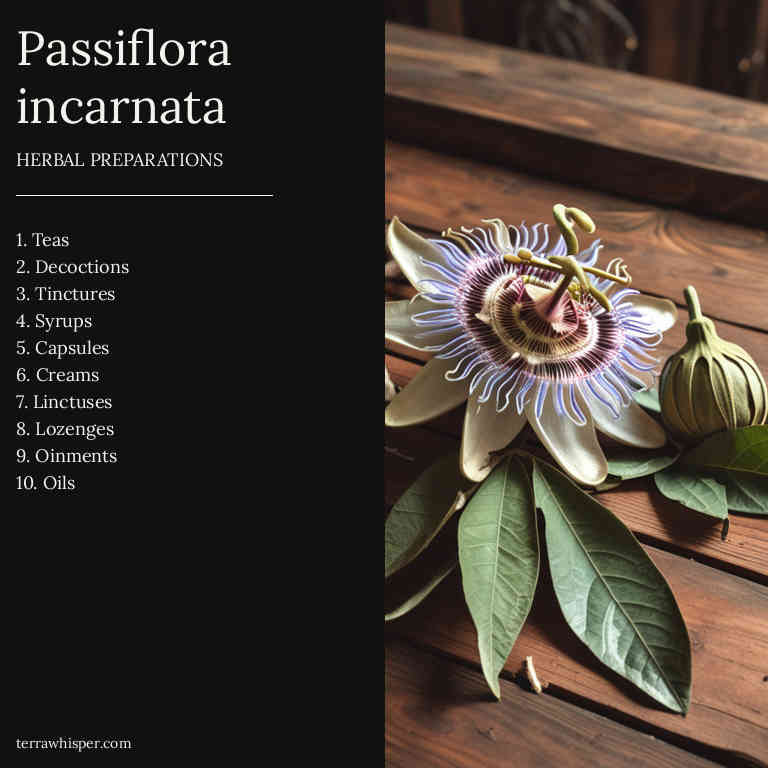 Passiflora
incarnata
HERBAL PREPARATIONS
1. Teas
2. Decoctions
3. Tinctures
4. Syrups
5. Capsules
6. Creams
7. Linctuses
8. Lozenges
9. Oinments
10. Oils
terrawhisper.com